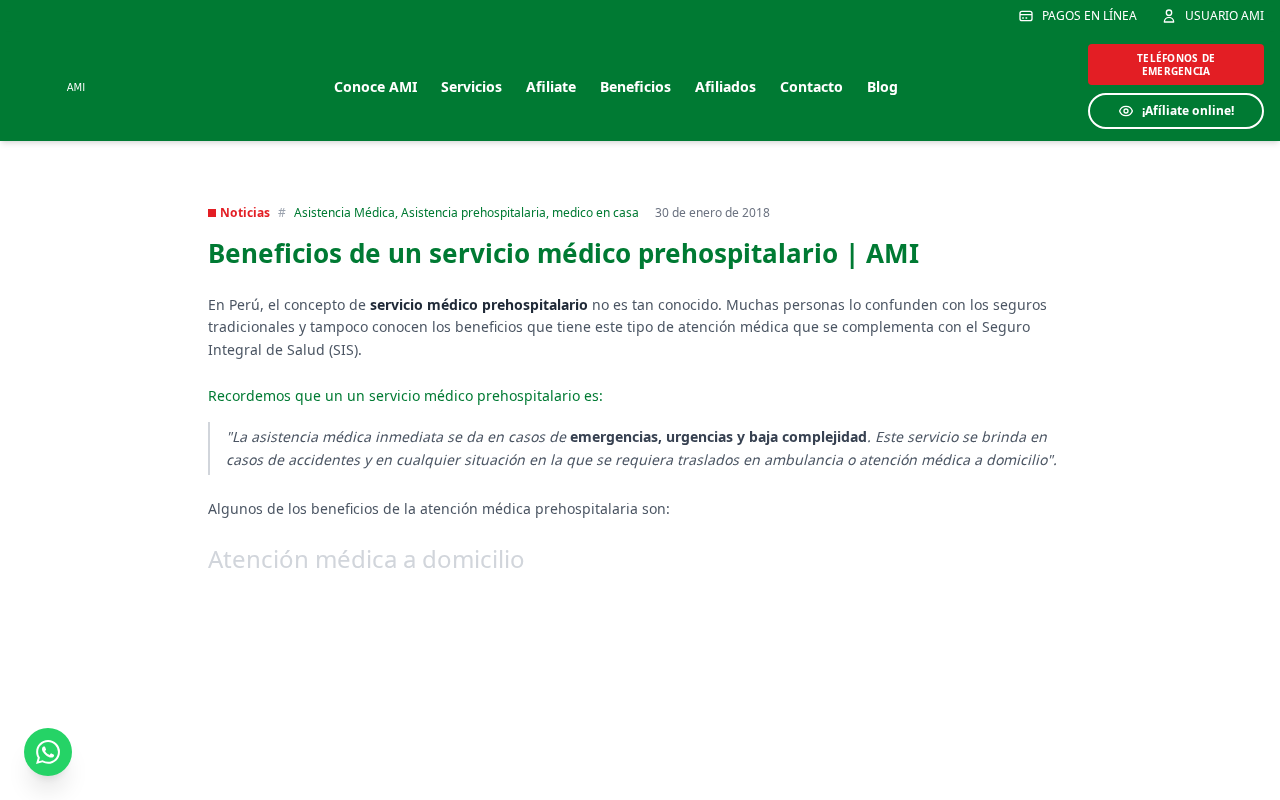 PAGOS EN LÍNEA
USUARIO AMI
AMI
Conoce AMI
Servicios
Afiliate
Beneficios
Afiliados
Contacto
Blog
TELÉFONOS DE
EMERGENCIA
¡Afíliate online!
Noticias # Asistencia Médica, Asistencia prehospitalaria, medico en casa 30 de enero de 2018
Beneficios de un servicio médico prehospitalario | AMI
En Perú, el concepto de servicio médico prehospitalario no es tan conocido. Muchas personas lo confunden con los seguros
tradicionales y tampoco conocen los beneficios que tiene este tipo de atención médica que se complementa con el Seguro
Integral de Salud (SIS).
Recordemos que un un servicio médico prehospitalario es:
"La asistencia médica inmediata se da en casos de emergencias, urgencias y baja complejidad. Este servicio se brinda en
casos de accidentes y en cualquier situación en la que se requiera traslados en ambulancia o atención médica a domicilio".
Algunos de los beneficios de la atención médica prehospitalaria son:
Atención médica a domicilio